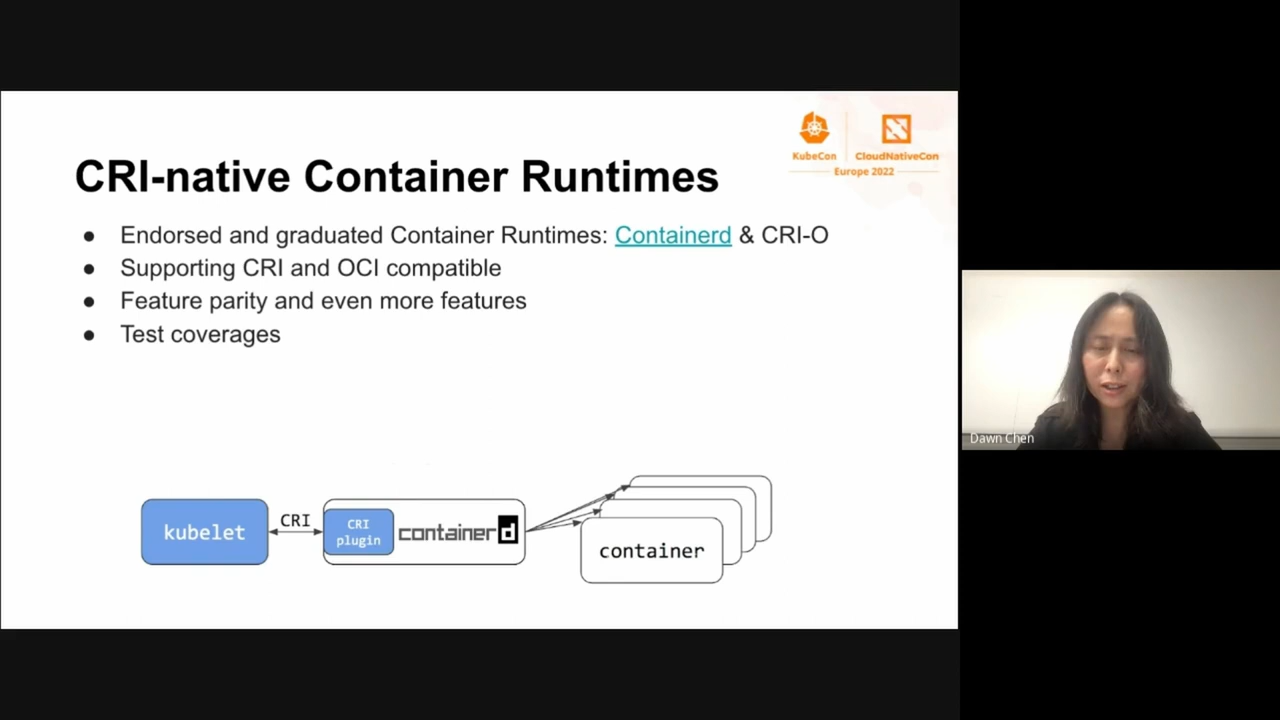 KubeCon
CloudNativeCon
Europe 2022
CRI-native Container Runtimes
● Endorsed and graduated Container Runtimes: Containerd & CRI-O
● Supporting CRI and OCI compatible
● Feature parity and even more features
● Test coverages
kubelet
CRI
CRI
plugin
containerd
container
Dawn Chen